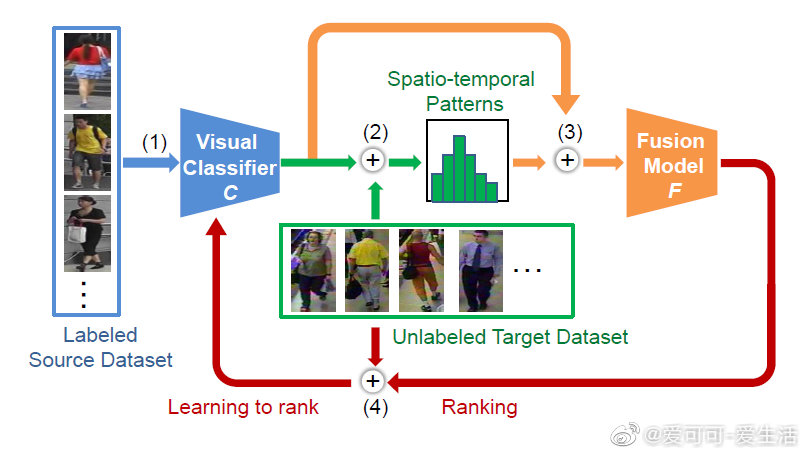 Spatio-temporal
Patterns
(1)
(2)
(3)
Visual
Classifier
C
Fusion
Model
F
. . .
Labeled
Source Dataset
Unlabeled Target Dataset
Learning to rank
(4)
Ranking
@爱可可-爱生活